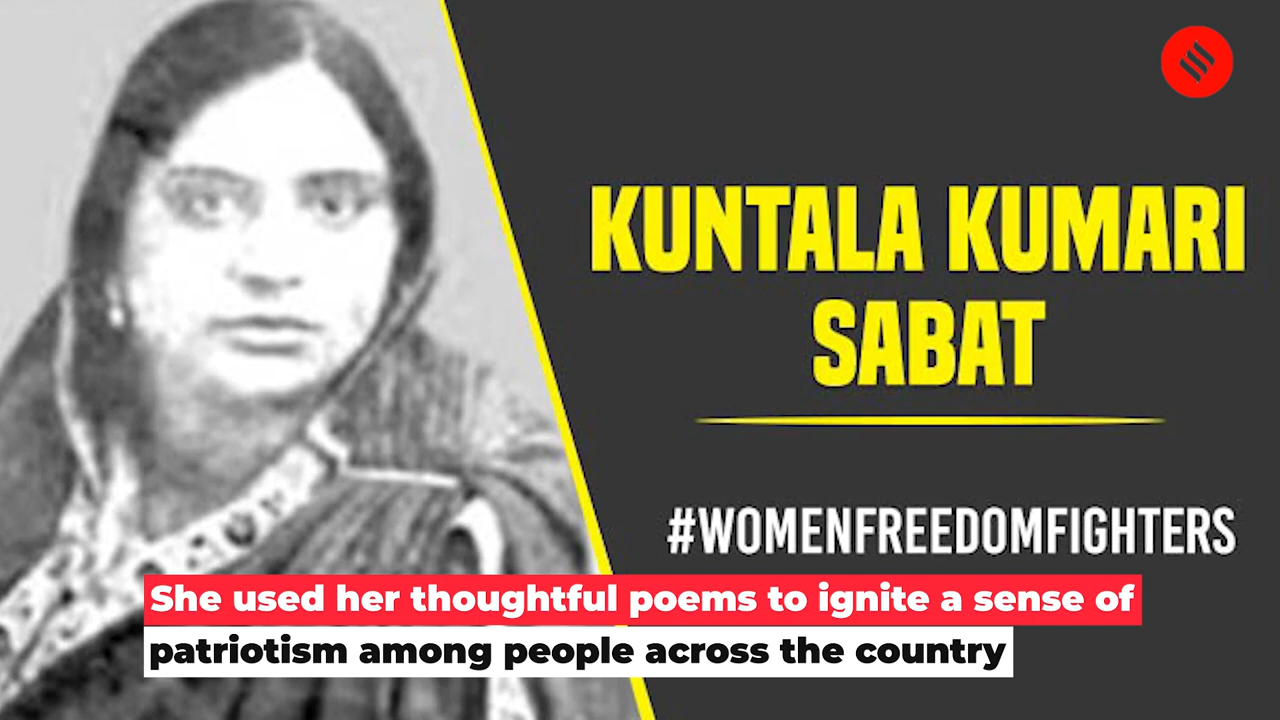 KUNTALA KUMARI
SABAT
#WOMENFREEDOMFIGHTERS
She used her thoughtful poems to ignite a sense of
patriotism among people across the country